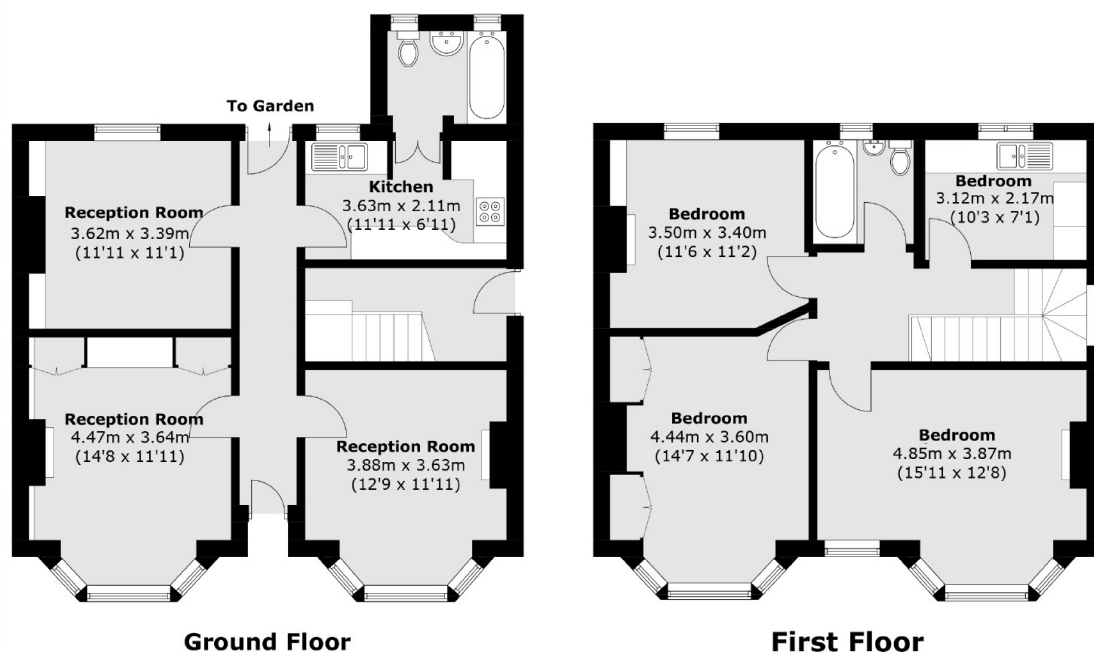 To Garden
Reception Room
3.62m x 3.39m
(11'11 x 11'1)
Kitchen
3.63m x 2.11m
(11'11 x 6'11)
Reception Room
4.47m x 3.64m
(14'8 x 11'11)
Reception Room
3.88m x 3.63m
(12'9 x 11'11)
Ground Floor
Bedroom
3.50m x 3.40m
(11'6 x 11'2)
Bedroom
3.12m x 2.17m
(10'3 x 7'1)
Bedroom
4.44m x 3.60m
(14'7 x 11'10)
Bedroom
4.85m x 3.87m
(15'11 x 12'8)
First Floor